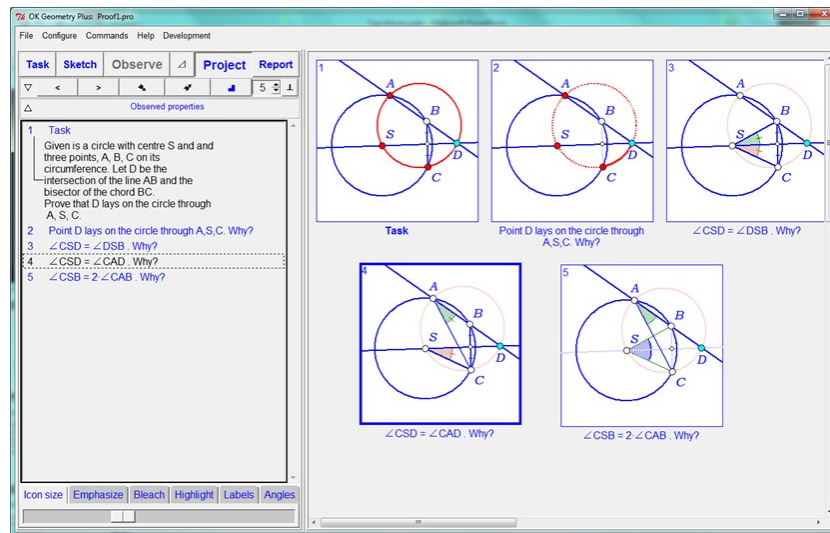 OK Geometry Plus: Proof1.pro
File Configure Commands Help Development
Task Sketch Observe Project Report
< > 5
Observed properties
1 Task
Given is a circle with centre S and and
three points, A, B, C on its
circumference. Let D be the
intersection of the line AB and the
bisector of the chord BC.
Prove that D lays on the circle through
A, S, C.
2 Point D lays on the circle through A,S,C. Why?
3 ∠CSD = ∠DSB . Why?
4 ∠CSD = ∠CAD . Why?
5 ∠CSB = 2·∠CAB . Why?
Icon size Emphasize Bleach Highlight Labels Angles
1
A
B
S
D
C
Task
2
A
B
S
D
C
Point D lays on the circle through
A,S,C. Why?
3
A
B
S
D
C
∠CSD = ∠DSB . Why?
4
A
B
S
D
C
∠CSD = ∠CAD . Why?
5
A
B
S
D
C
∠CSB = 2·∠CAB . Why?